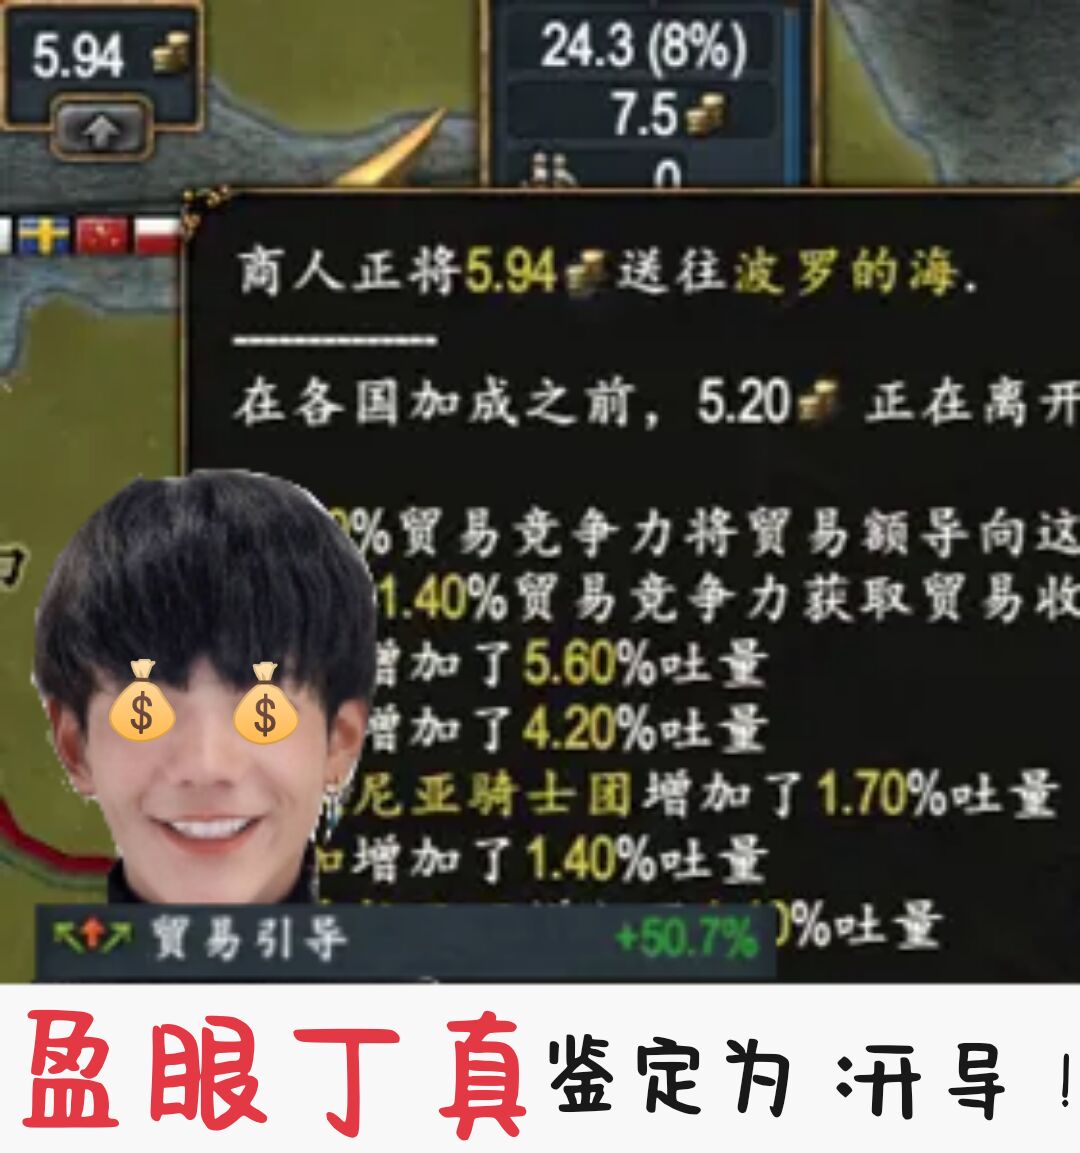 5.94
24.3 (8%)
7.5
0
商人正将5.94送往波罗的海.
--------------
在各国加成之前，5.20 正在离开
%贸易竞争力将贸易额导向这
1.40%贸易竞争力获取贸易收
增加了5.60%吐量
增加了4.20%吐量
尼亚骑士团增加了1.70%吐量
增加了1.40%吐量
0%吐量
贸易引导 +50.7%
盈眼丁真鉴定为:开导!